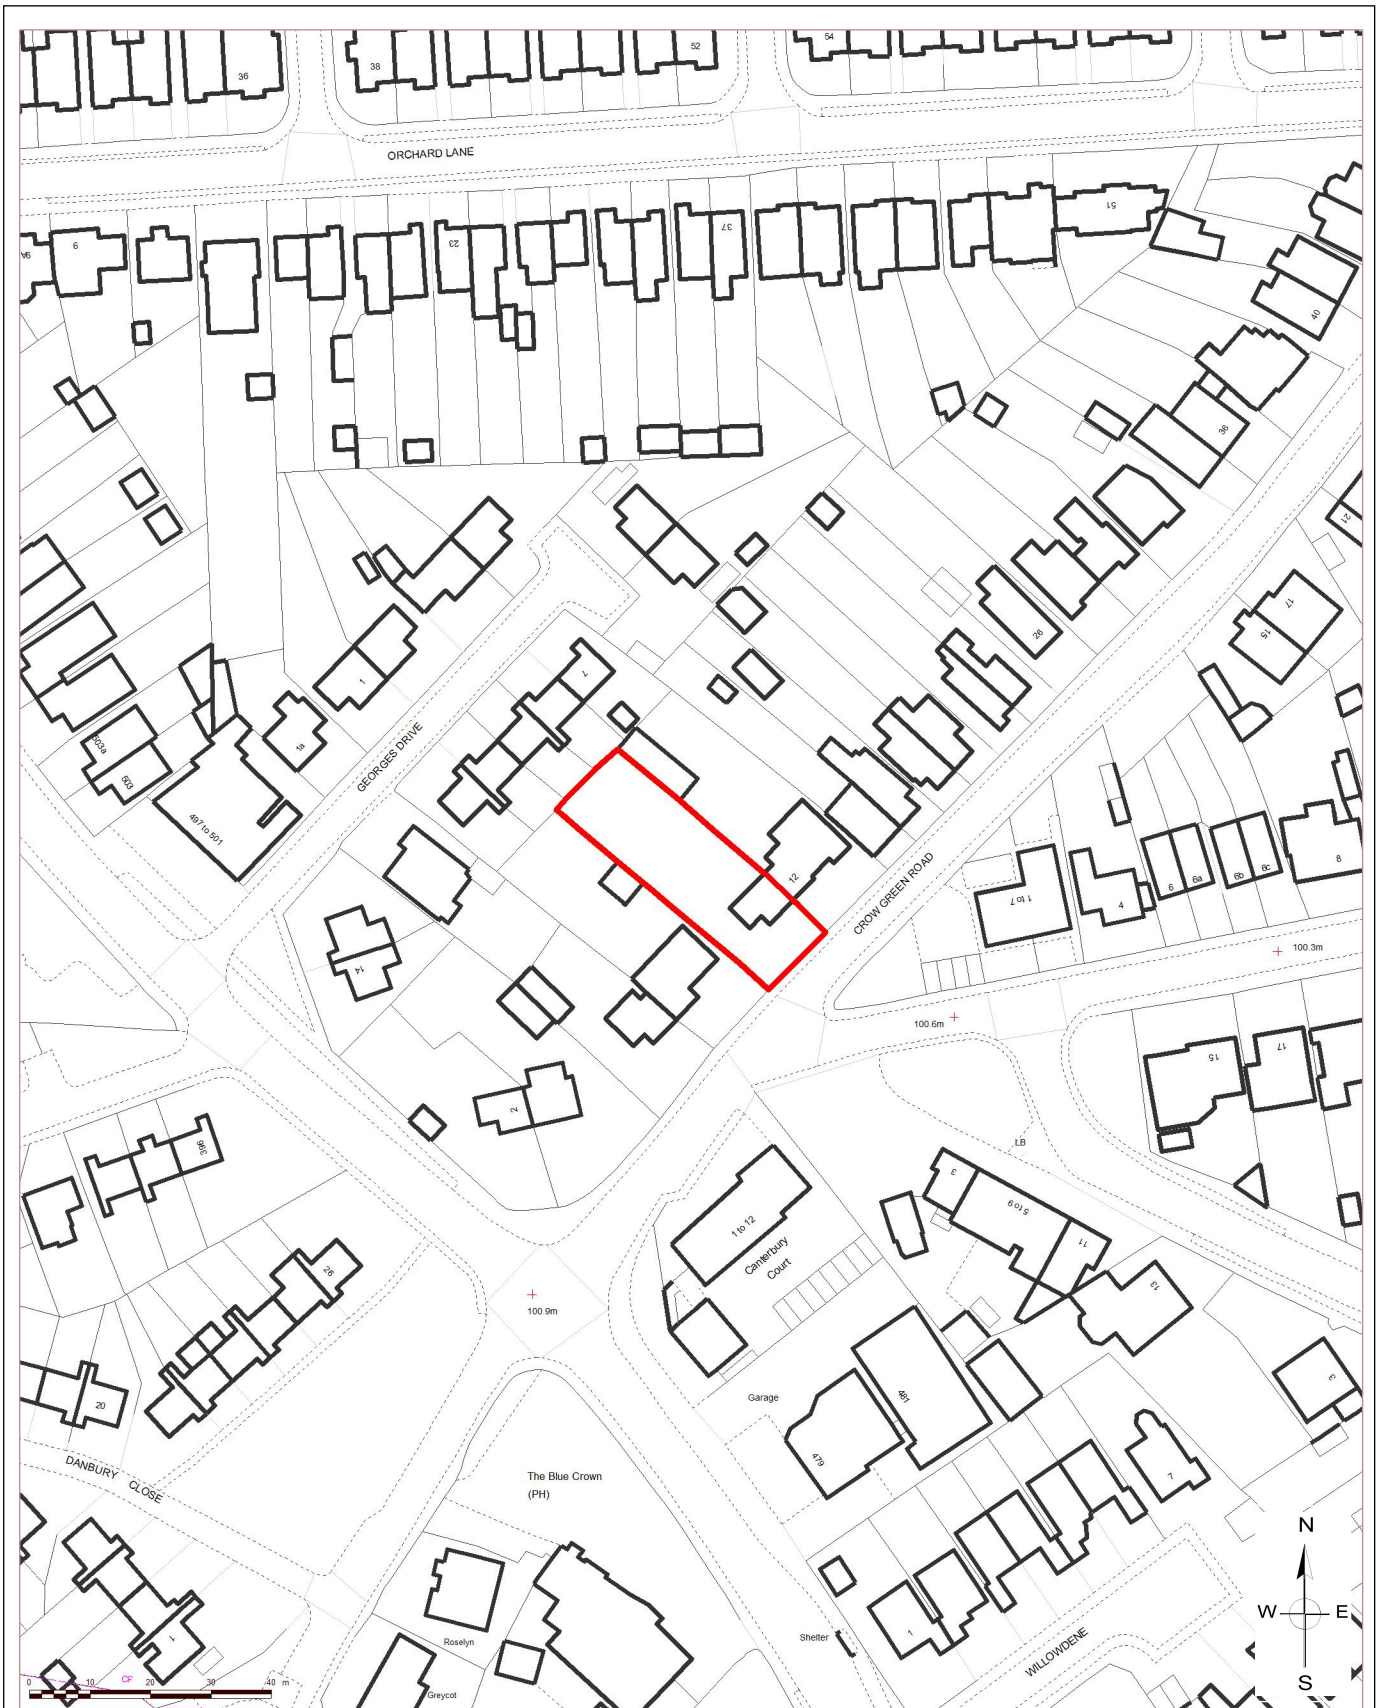 36
38
52
54
ORCHARD LANE
9A
9
23
37
51
40
36
21
17
15
26
1
7
1a
GEORGES DRIVE
503a
503
497 to 501
12
CROW GREEN ROAD
1 to 7
4
6
6a
6b
6c
8
14
100.3m
100.6m
15
17
2
396
LB
3
5 to 9
11
13
1 to 12
Canterbury
Court
26
100.9m
20
Garage
481
479
3
7
DANBURY CLOSE
The Blue Crown
(PH)
1
Roselyn
Shelter
1
WILLOWDENE
Greycot
CF
0 10 20 30 40 m
N
W E
S